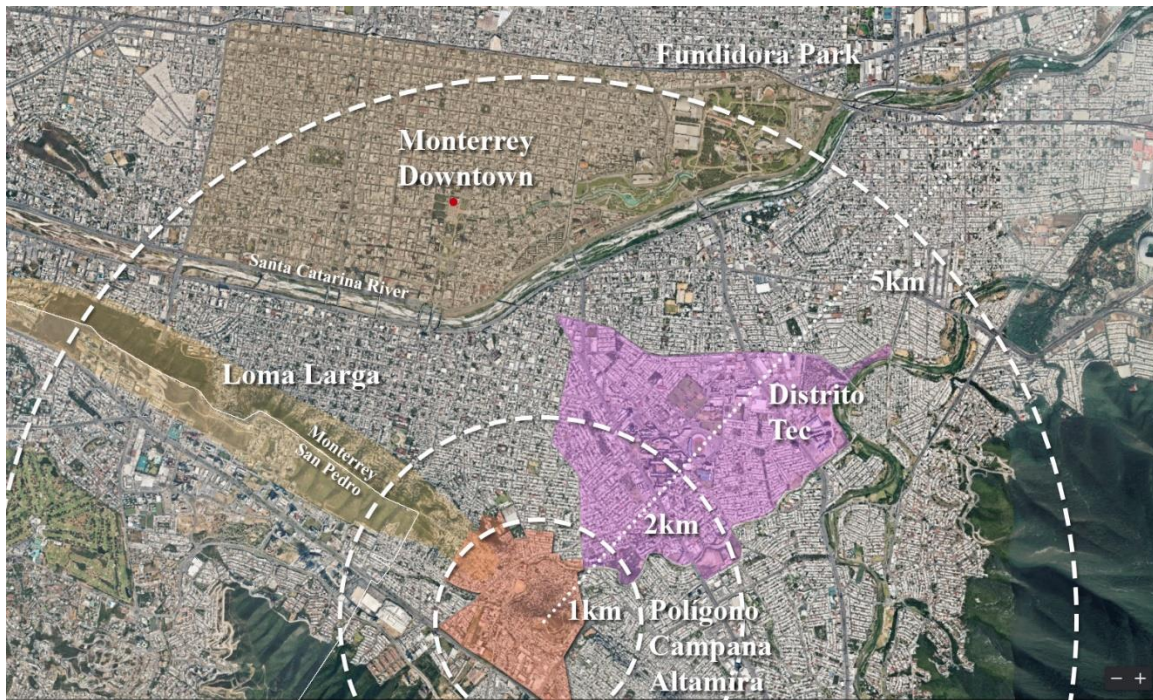 Fundidora Park
Monterrey
Downtown
Santa Catarina River
5km
Loma Larga
Distrito
Tec
Monterrey
San Pedro
2km
1km
Polígono
Campana
Altamira